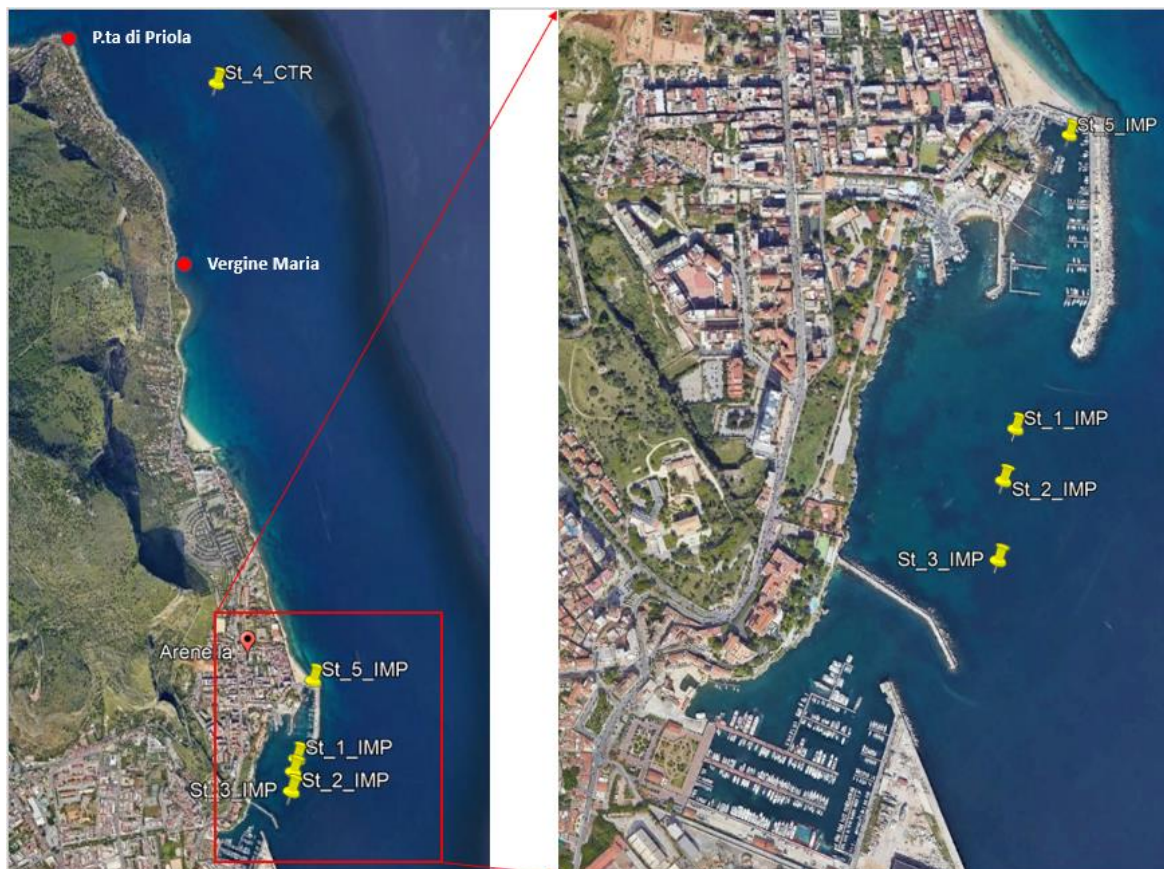 P.ta di Priola
St_4_CTR
Vergine Maria
Arenella
St_5_IMP
St_1_IMP
St_2_IMP
St_3_IMP
St_5_IMP
St_1_IMP
St_2_IMP
St_3_IMP